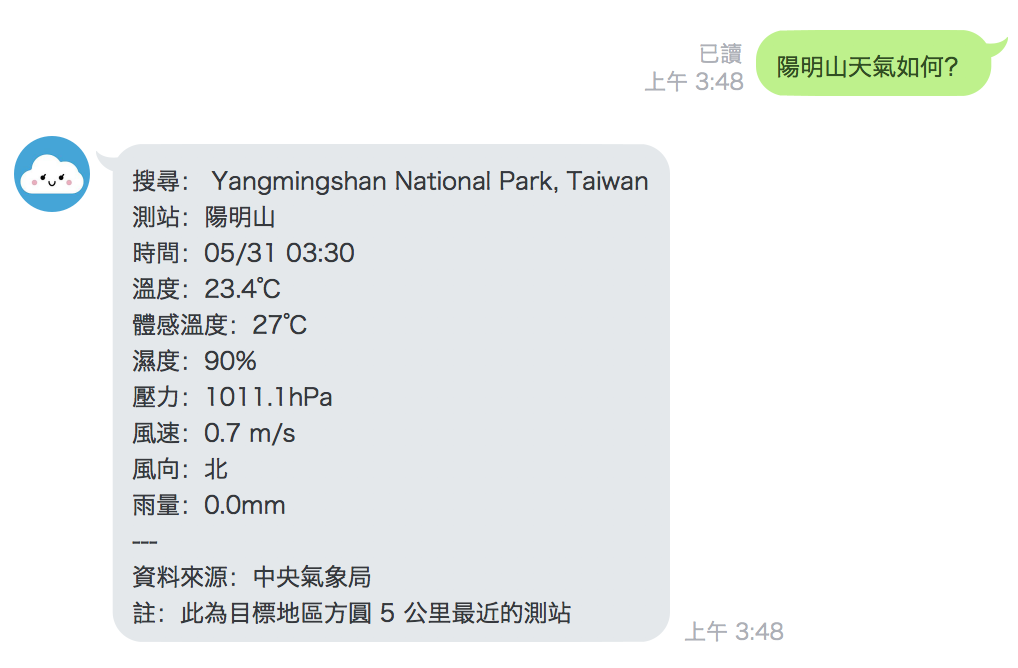 已讀
上午 3:48
陽明山天氣如何?
搜尋： Yangmingshan National Park, Taiwan
測站：陽明山
時間：05/31 03:30
溫度：23.4℃
體感溫度：27℃
濕度：90%
壓力：1011.1hPa
風速：0.7 m/s
風向：北
雨量：0.0mm
---
資料來源：中央氣象局
註：此為目標地區方圓 5 公里最近的測站
上午 3:48